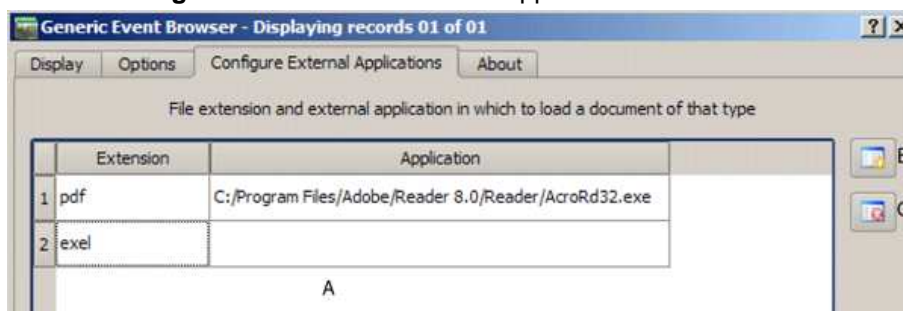 Generic Event Browser - Displaying records 01 of 01 ? X
Display Options Configure External Applications About
File extension and external application in which to load a document of that type
Extension Application
1 pdf C:/Program Files/Adobe/Reader 8.0/Reader/AcroRd32.exe
2 exel
A